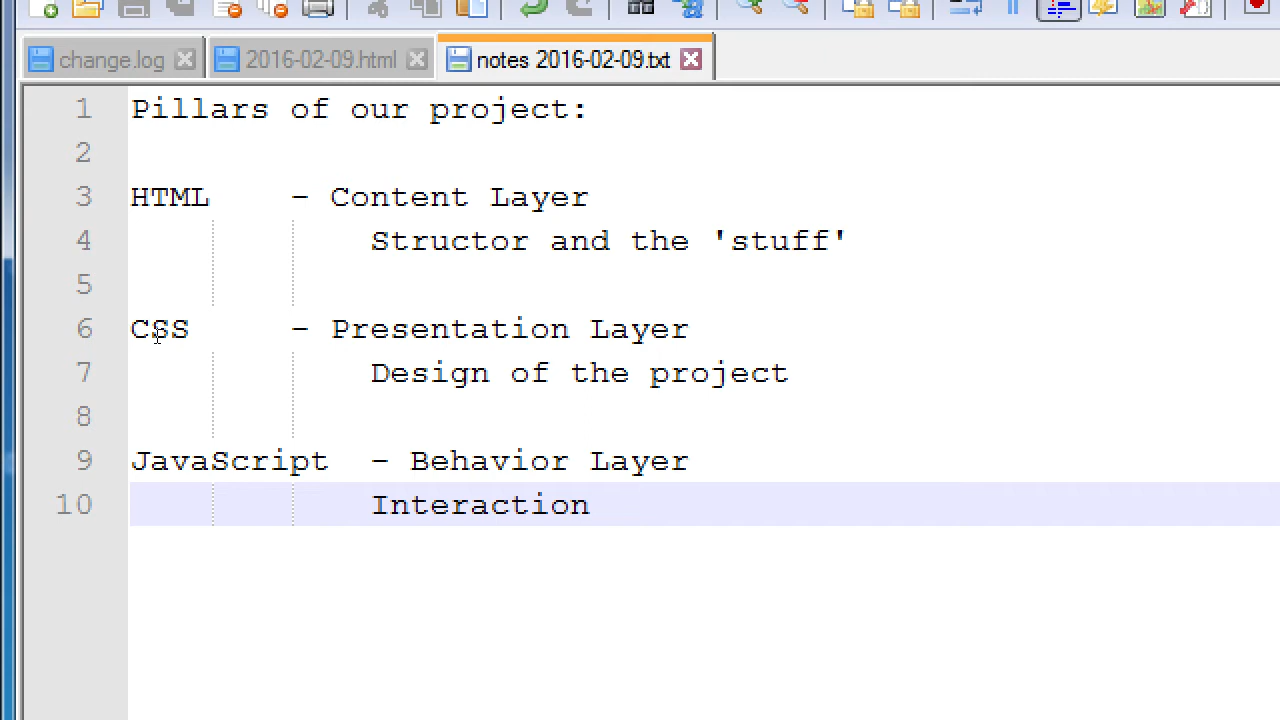 change.log
2016-02-09.html
notes 2016-02-09.txt
1 Pillars of our project:
2
3 HTML - Content Layer
4 Structor and the 'stuff'
5
6 CSS - Presentation Layer
7 Design of the project
8
9 JavaScript - Behavior Layer
10 Interaction